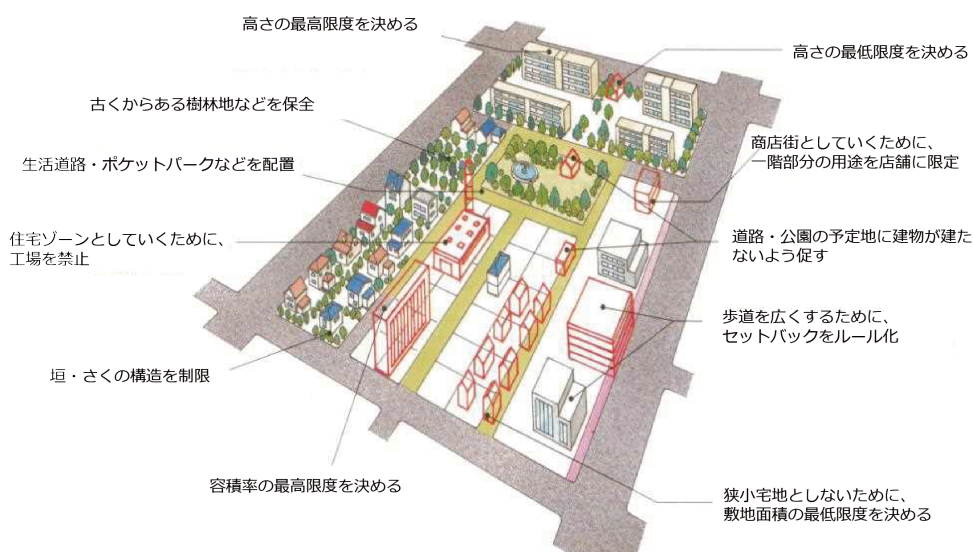 高さの最高限度を決める
高さの最低限度を決める
古くからある樹林地などを保全
商店街としていくために、
一階部分の用途を店舗に限定
生活道路・ポケットパークなどを配置
住宅ゾーンとしていくために、
工場を禁止
道路・公園の予定地に建物が建た
ないよう促す
歩道を広くするために、
セットバックをルール化
垣・さくの構造を制限
容積率の最高限度を決める
狭小宅地としないために、
敷地面積の最低限度を決める